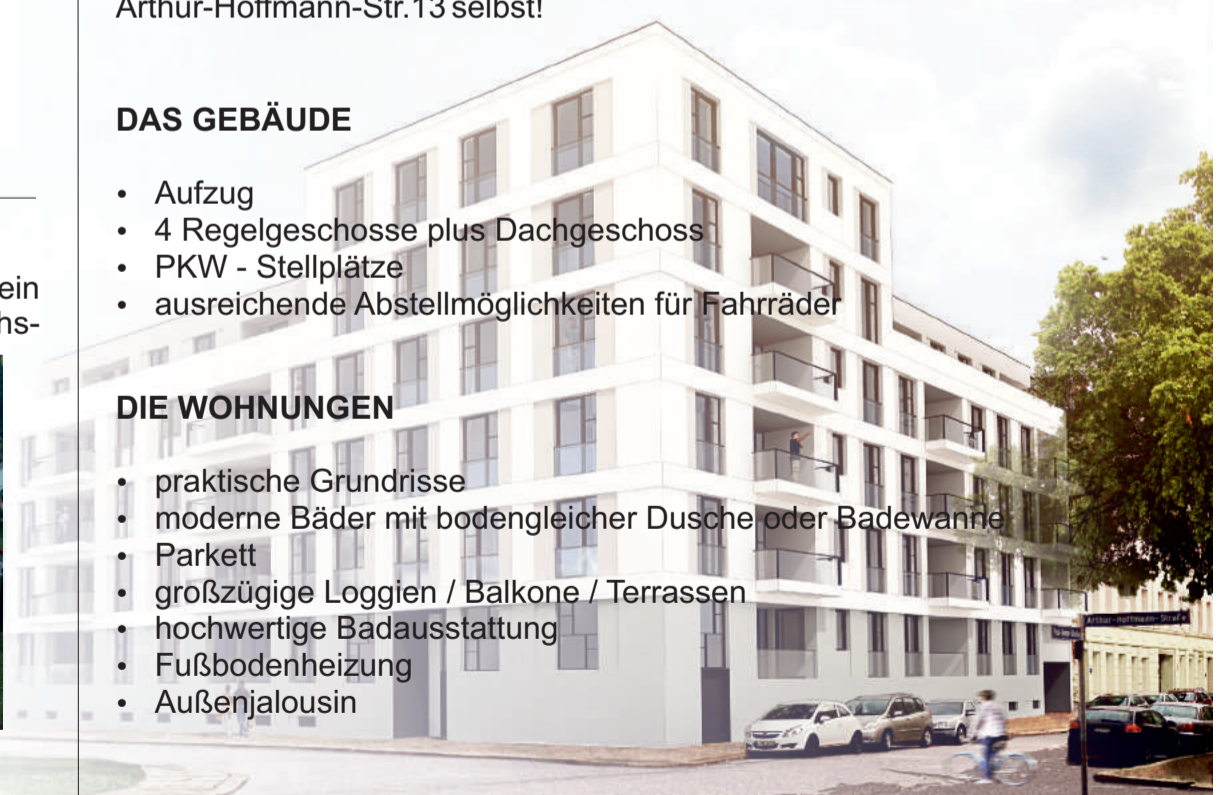 Arthur-Hoffmann-Str.13 selbst!
DAS GEBÄUDE
• Aufzug
• 4 Regelgeschosse plus Dachgeschoss
• PKW - Stellplätze
• ausreichende Abstellmöglichkeiten für Fahrräder
DIE WOHNUNGEN
• praktische Grundrisse
• moderne Bäder mit bodengleicher Dusche oder Badewanne
• Parkett
• großzügige Loggien / Balkone / Terrassen
• hochwertige Badausstattung
• Fußbodenheizung
• Außenjalousin
ein
hs-
Arthur-Hoffmann-Straße